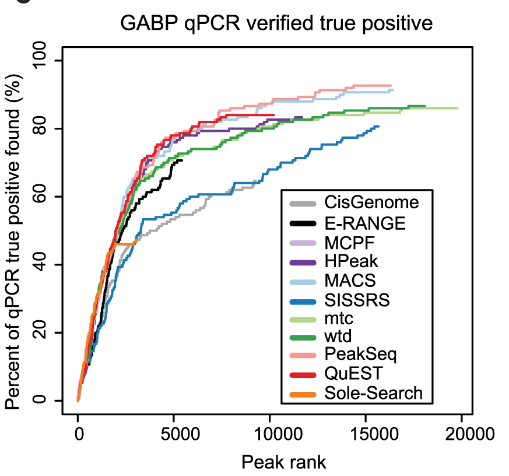 GABP qPCR verified true positive
Percent of qPCR true positive found (%)
100
80
60
40
20
0
CisGenome
E-RANGE
MCPF
HPeak
MACS
SISSRS
mtc
wtd
PeakSeq
QuEST
Sole-Search
0 5000 10000 15000 20000
Peak rank